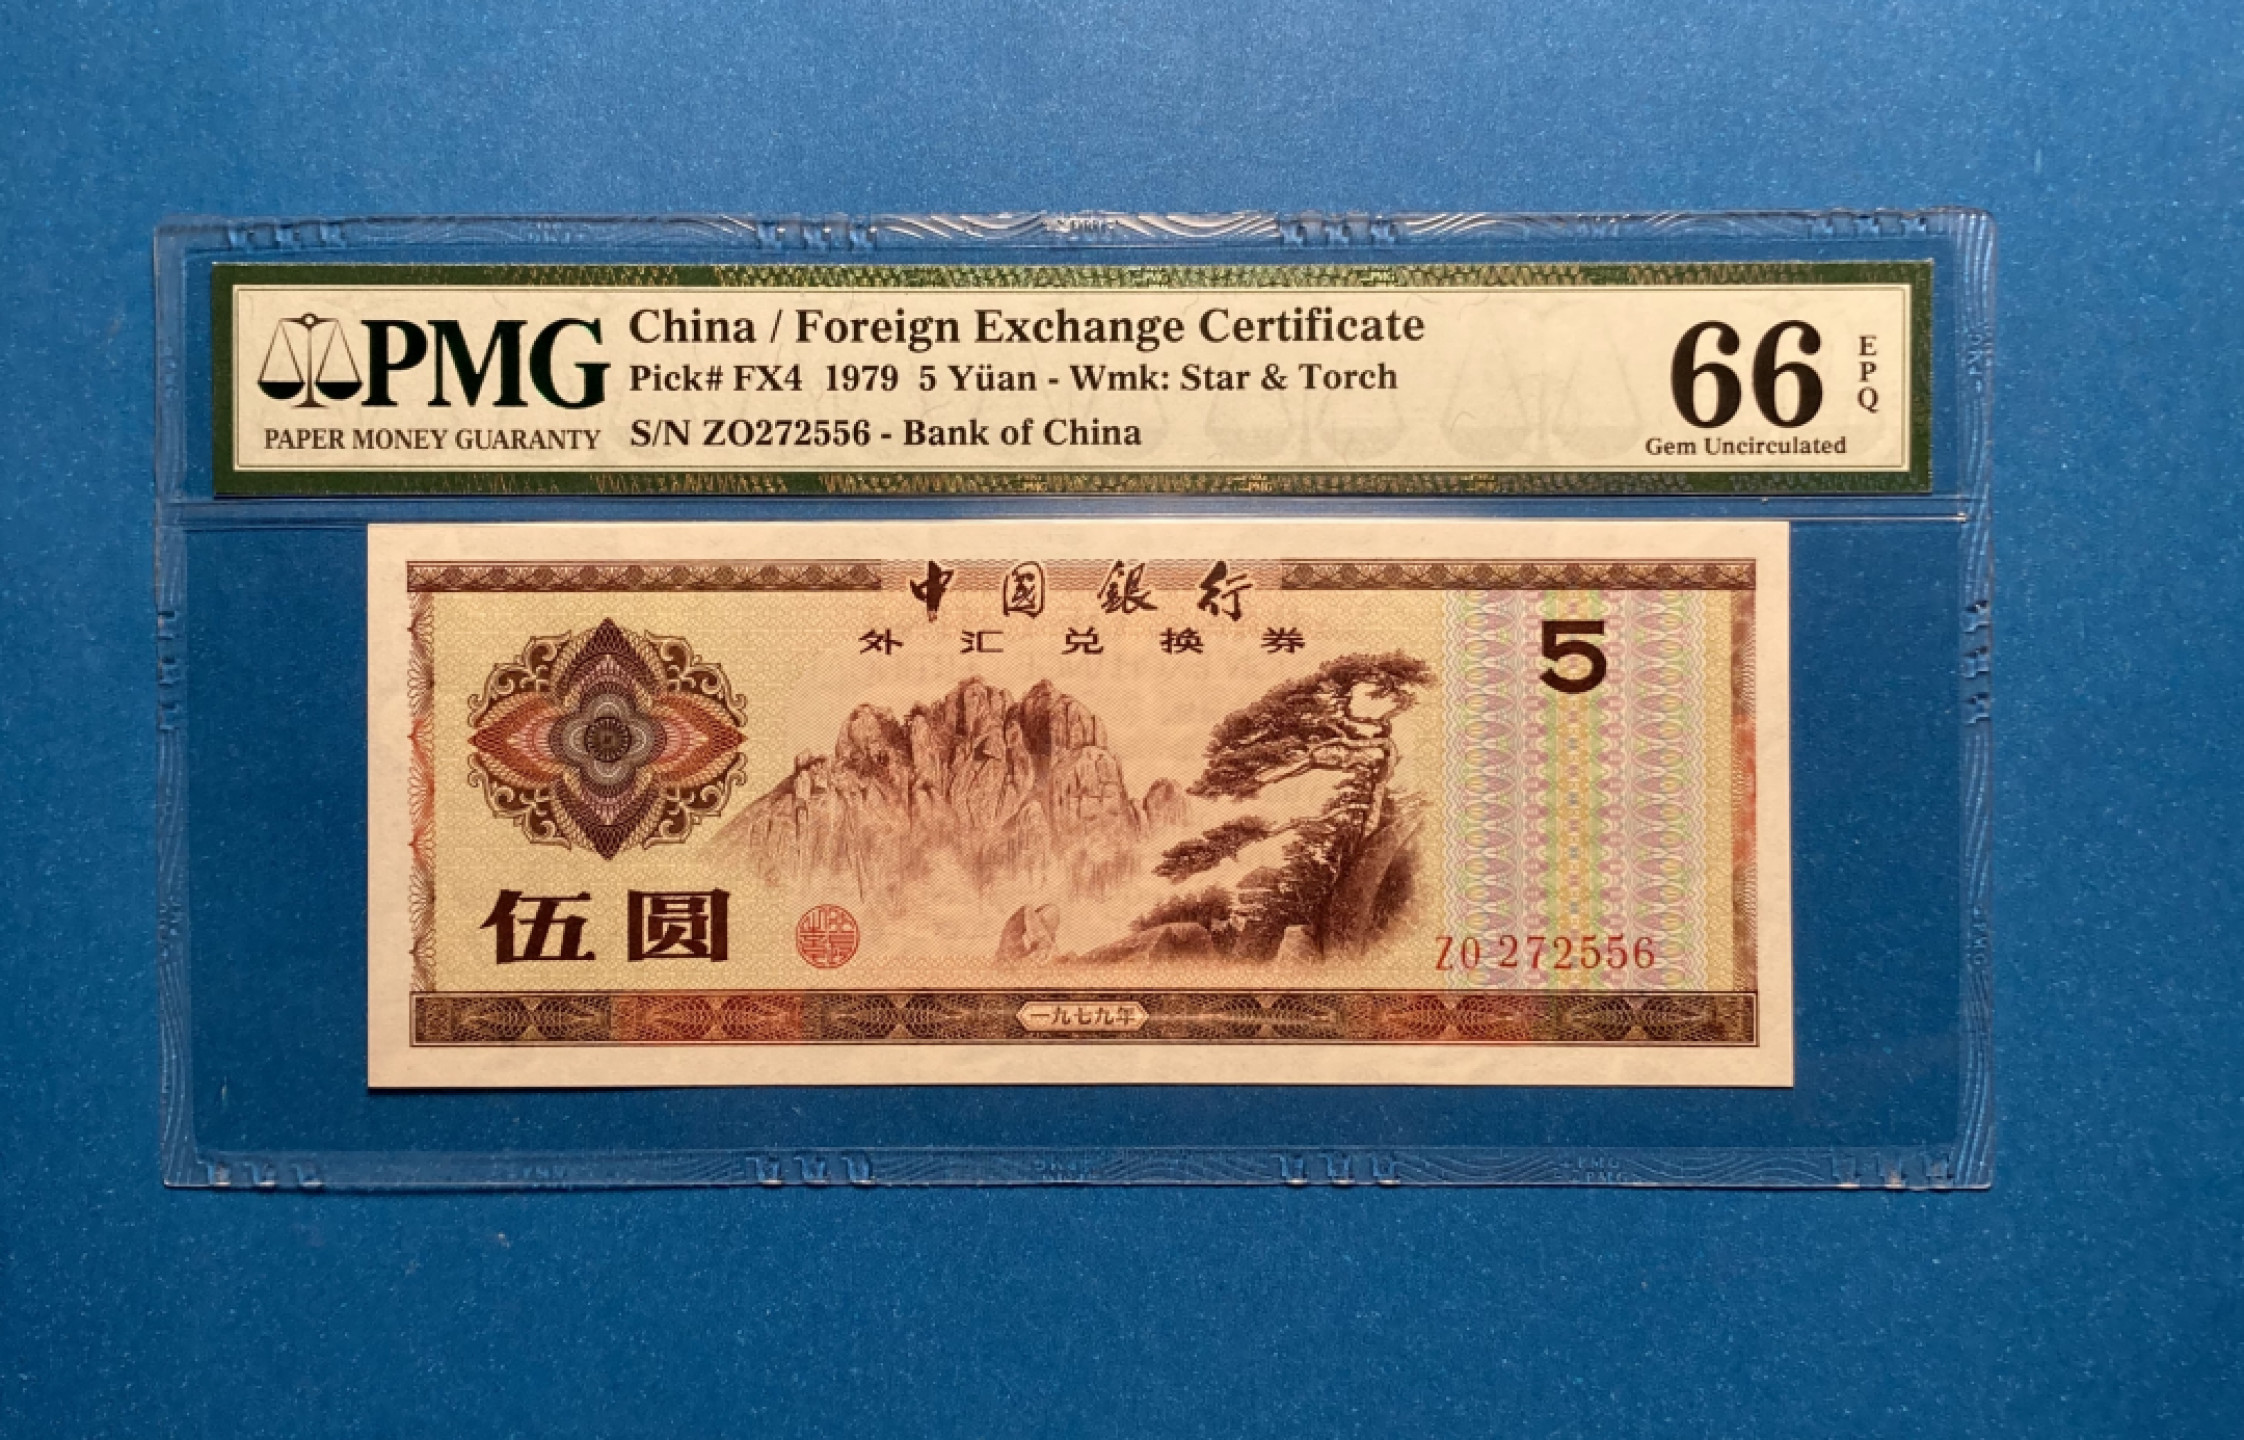 PMG
PAPER MONEY GUARANTY
China / Foreign Exchange Certificate
Pick# FX4 1979 5 Yüan - Wmk: Star & Torch
S/N ZO272556 - Bank of China
66
EPQ
Gem Uncirculated
中國銀行
外汇兑换券
5
伍圆
ZO 272556
一九七九年